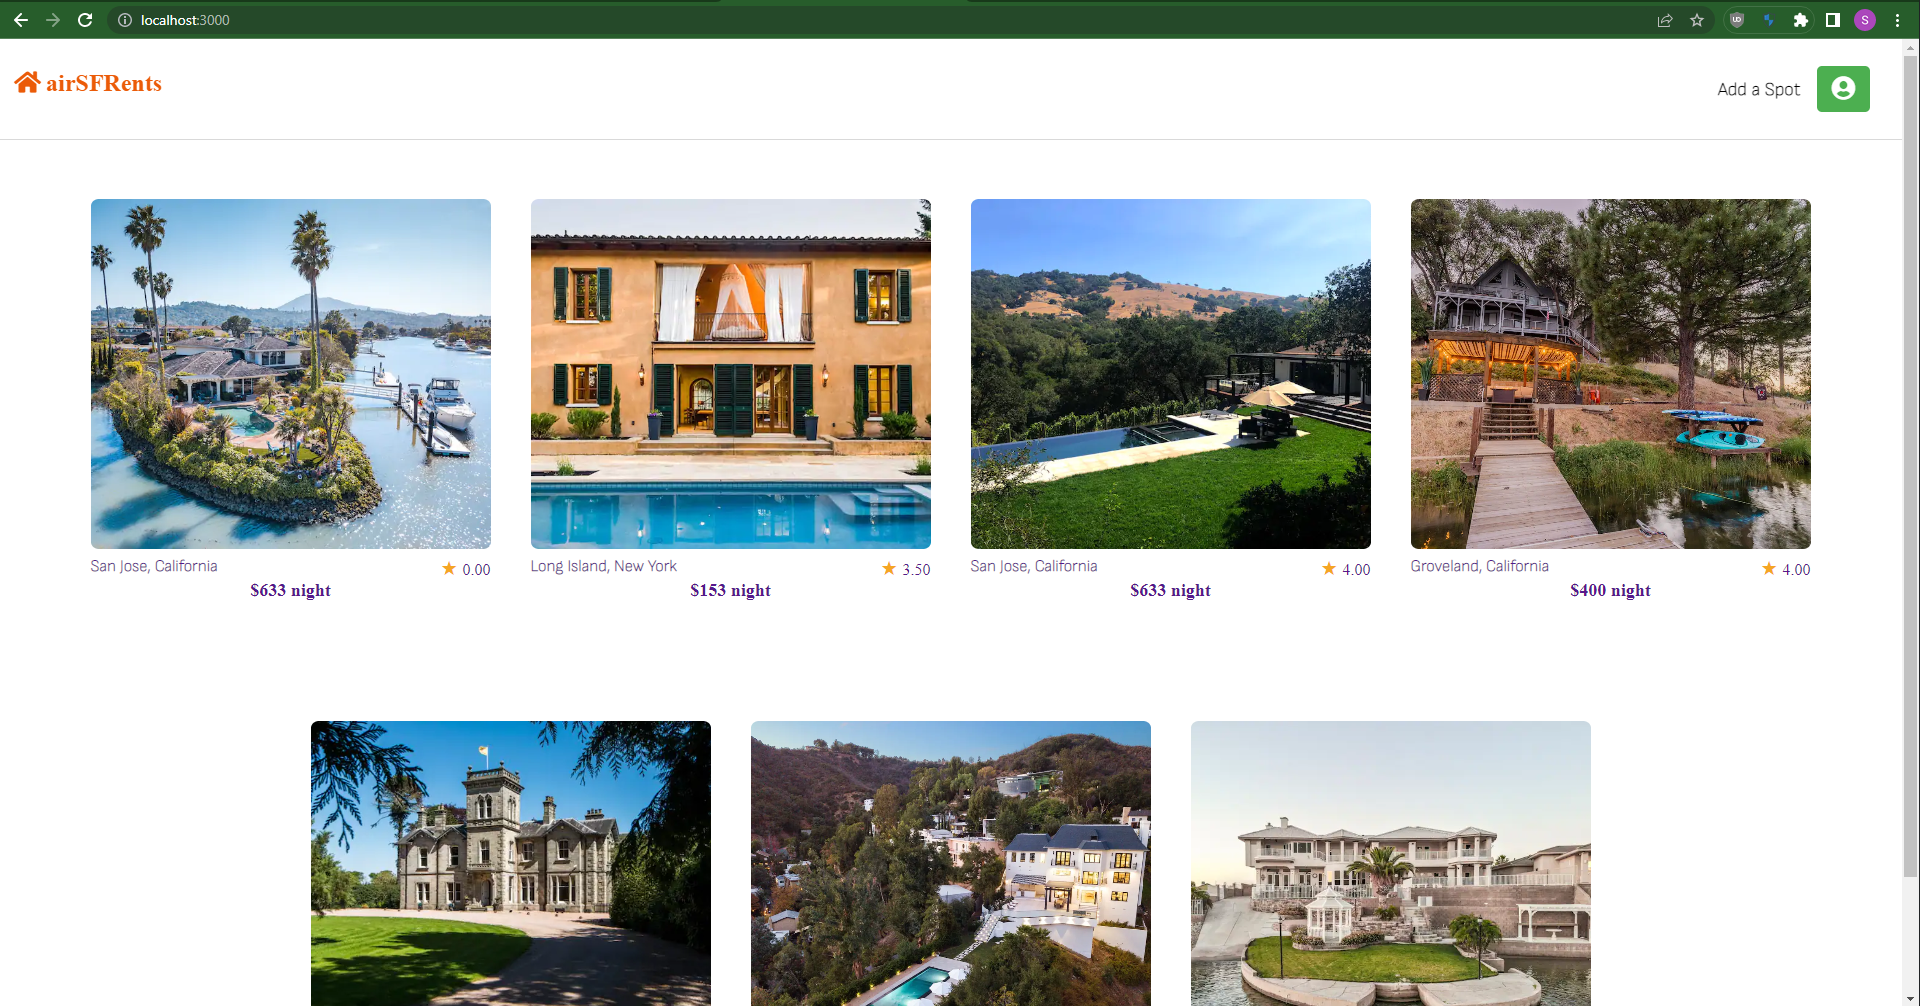 localhost:3000
S
airSFRents
Add a Spot
San Jose, California
0.00
$633 night
Long Island, New York
3.50
$153 night
San Jose, California
4.00
$633 night
Groveland, California
4.00
$400 night